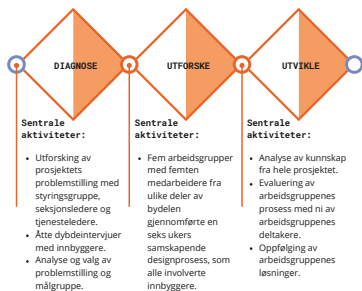 DIAGNOSE
UTFORSKE
UTVIKLE
Sentrale
aktiviteter:
• Utforsking av
prosjektets
problemstilling med
styringsgruppe,
seksjonsledere og
tjenesteledere.
• Åtte dybdeintervjuer
med innbyggere.
• Analyse og valg av
problemstilling og
målgruppe.
Sentrale
aktiviteter:
• Fem arbeidsgrupper
med femten
medarbeidere fra
ulike deler av
bydelen
gjennomførte en
seks ukers
samskapende
designprosess, som
alle involverte
innbyggere.
Sentrale
aktiviteter:
• Analyse av kunnskap
fra hele prosjektet.
• Evaluering av
arbeidsgruppenes
prosess med ni av
arbeidsgruppenes
deltakere.
• Oppfølging av
arbeidsgruppenes
løsninger.